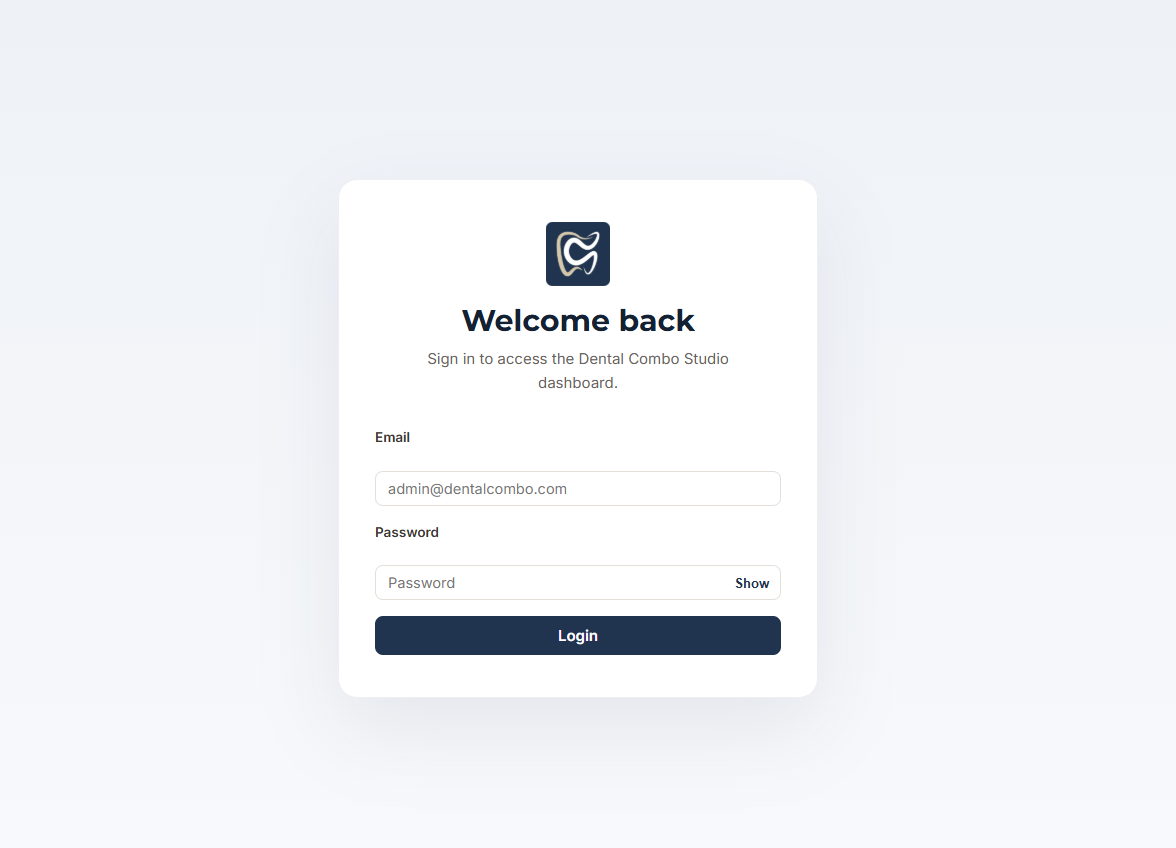 Welcome back
Sign in to access the Dental Combo Studio
dashboard.
Email
admin@dentalcombo.com
Password
Password
Show
Login